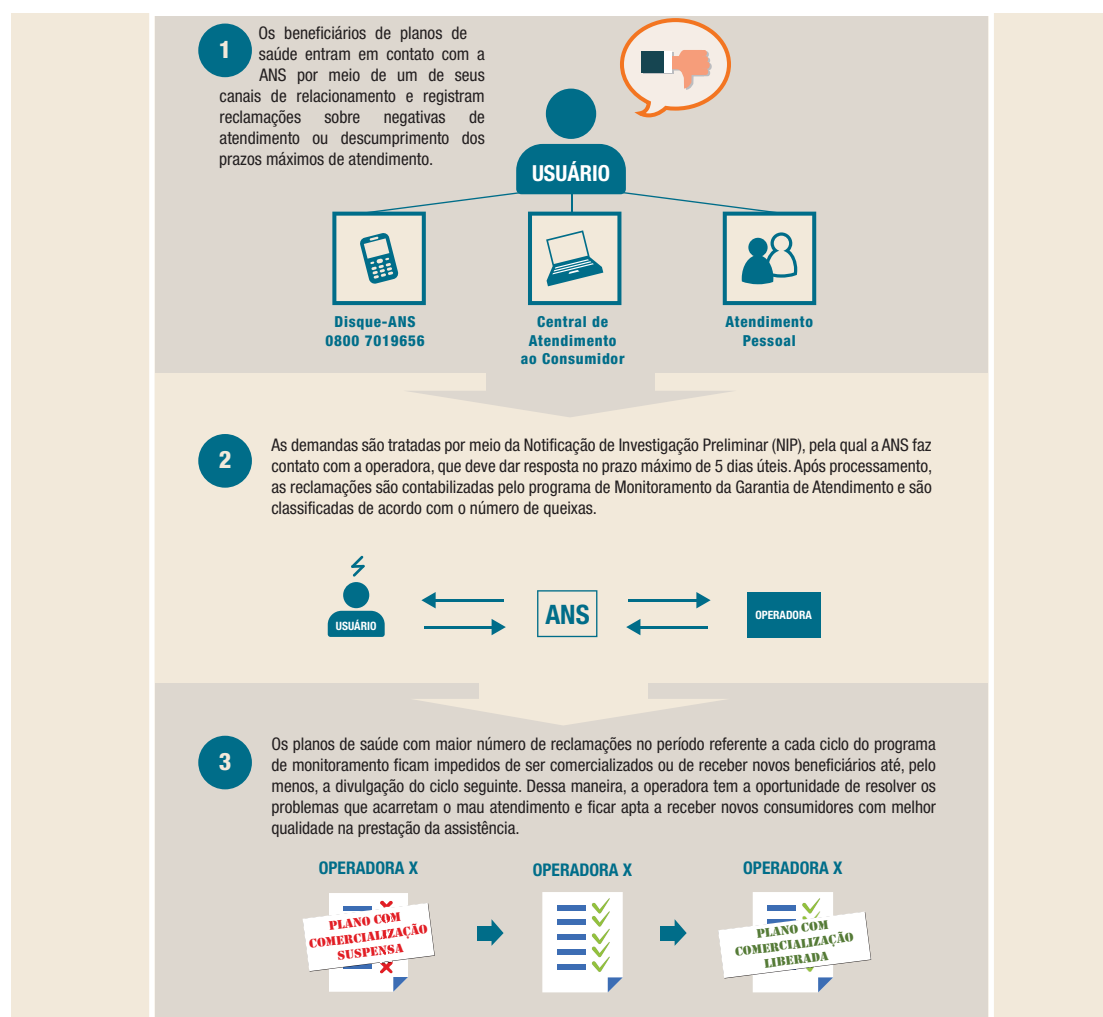 1
Os beneficiários de planos de
saúde entram em contato com a
ANS por meio de um de seus
canais de relacionamento e registram
reclamações sobre negativas de
atendimento ou descumprimento dos
prazos máximos de atendimento.
USUÁRIO
Disque-ANS
0800 7019656
Central de
Atendimento
ao Consumidor
Atendimento
Pessoal
2
As demandas são tratadas por meio da Notificação de Investigação Preliminar (NIP), pela qual a ANS faz
contato com a operadora, que deve dar resposta no prazo máximo de 5 dias úteis. Após processamento,
as reclamações são contabilizadas pelo programa de Monitoramento da Garantia de Atendimento e são
classificadas de acordo com o número de queixas.
USUÁRIO
ANS
OPERADORA
3
Os planos de saúde com maior número de reclamações no período referente a cada ciclo do programa
de monitoramento ficam impedidos de ser comercializados ou de receber novos beneficiários até, pelo
menos, a divulgação do ciclo seguinte. Dessa maneira, a operadora tem a oportunidade de resolver os
problemas que acarretam o mau atendimento e ficar apta a receber novos consumidores com melhor
qualidade na prestação da assistência.
OPERADORA X
PLANO COM
COMERCIALIZAÇÃO
SUSPENSA
OPERADORA X
OPERADORA X
PLANO COM
COMERCIALIZAÇÃO
LIBERADA